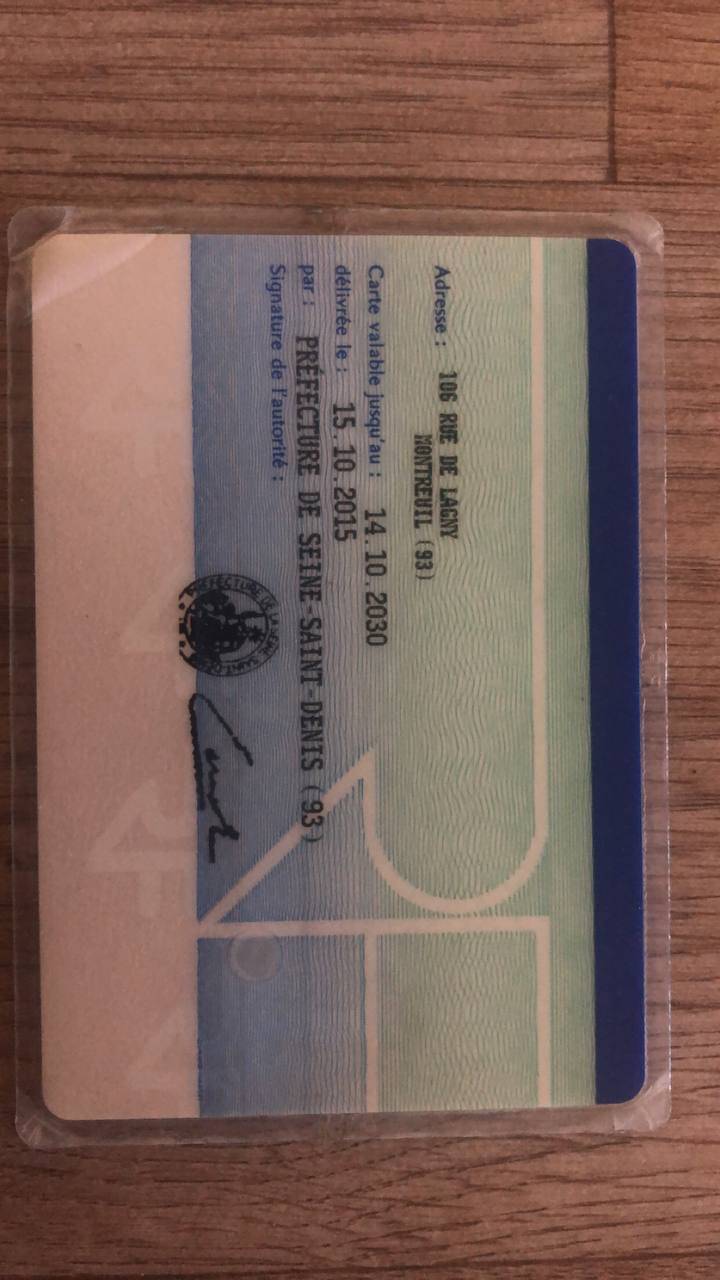 Adresse : 106 RUE DE LAGNY
MONTREUIL (93)
Carte valable jusqu'au : 14.10.2030
délivrée le : 15.10.2015
par : PRÉFECTURE DE SEINE-SAINT-DENIS (93)
Signature de l'autorité :